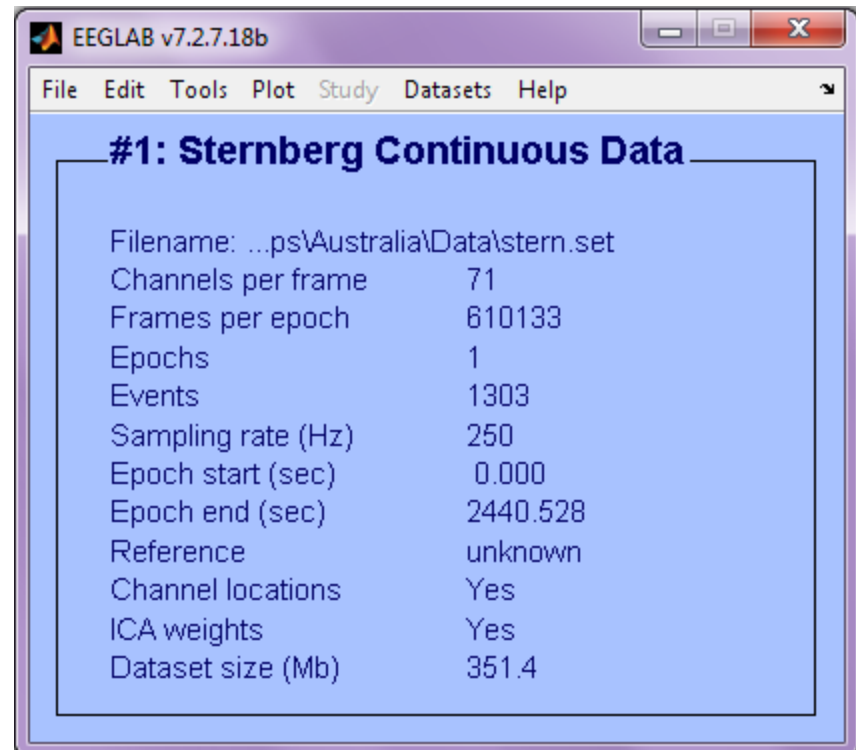 EEGLAB v7.2.7.18b
File Edit Tools Plot Study Datasets Help
#1: Sternberg Continuous Data
Filename: ...ps\Australia\Data\stern.set
Channels per frame 71
Frames per epoch 610133
Epochs 1
Events 1303
Sampling rate (Hz) 250
Epoch start (sec) 0.000
Epoch end (sec) 2440.528
Reference unknown
Channel locations Yes
ICA weights Yes
Dataset size (Mb) 351.4